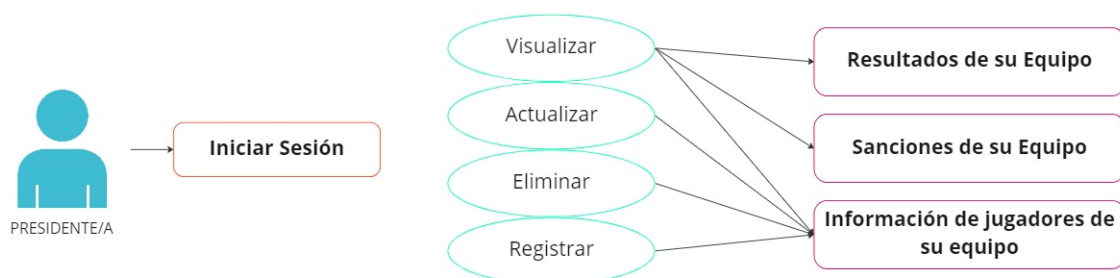 PRESIDENTE/A
Iniciar Sesión
Visualizar
Actualizar
Eliminar
Registrar
Resultados de su Equipo
Sanciones de su Equipo
Información de jugadores de
su equipo